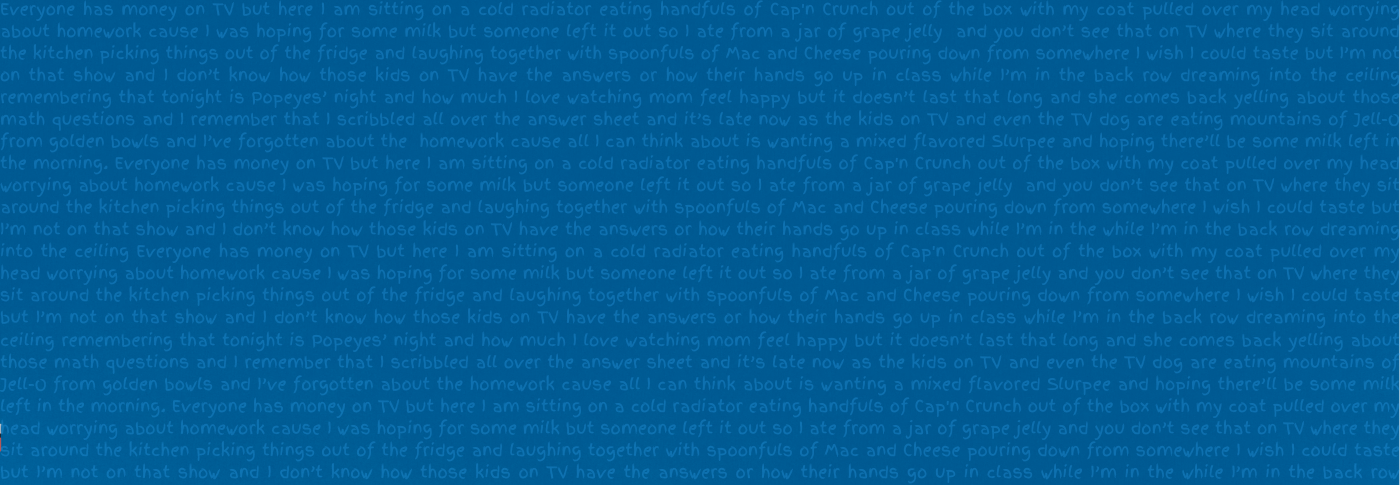 Everyone has money on TV but here I am sitting on a cold radiator eating handfuls of Cap'n Crunch out of the box with my coat pulled over my head worrying
about homework cause I was hoping for some milk but someone left it out so I ate from a jar of grape jelly  and you don't see that on TV where they sit around
the kitchen picking things out of the fridge and laughing together with spoonfuls of Mac and Cheese pouring down from somewhere I wish I could taste but I'm no
on that show and I don't know how those kids on TV have the answers or how their hands go up in class while I'm in the back row dreaming into the ceilin
remembering that tonight is Popeyes' night and how much I love watching mom feel happy but it doesn't last that long and she comes back yelling about thos
math questions and I remember that I scribbled all over the answer sheet and it's late now as the kids on TV and even the TV dog are eating mountains of Jell-O
from golden bowls and I've forgotten about the  homework cause all I can think about is wanting a mixed flavored Slurpee and hoping there'll be some milk left i
the morning. Everyone has money on TV but here I am sitting on a cold radiator eating handfuls of Cap'n Crunch out of the box with my coat pulled over my head
worrying about homework cause I was hoping for some milk but someone left it out so I ate from a jar of grape jelly  and you don't see that on TV where they sit
around the kitchen picking things out of the fridge and laughing together with spoonfuls of Mac and Cheese pouring down from somewhere I wish I could taste but
I'm not on that show and I don't know how those kids on TV have the answers or how their hands go up in class while I'm in the while I'm in the back row dreaming
into the ceiling Everyone has money on TV but here I am sitting on a cold radiator eating handfuls of Cap'n Crunch out of the box with my coat pulled over my
head worrying about homework cause I was hoping for some milk but someone left it out so I ate from a jar of grape jelly and you don't see that on TV where they
sit around the kitchen picking things out of the fridge and laughing together with spoonfuls of Mac and Cheese pouring down from somewhere I wish I could taste
but I'm not on that show and I don't know how those kids on TV have the answers or how their hands go up in class while I'm in the back row dreaming into the
ceiling remembering that tonight is Popeyes' night and how much I love watching mom feel happy but it doesn't last that long and she comes back yelling about
those math questions and I remember that I scribbled all over the answer sheet and it's late now as the kids on TV and even the TV dog are eating mountains o
Jell-O from golden bowls and I've forgotten about the homework cause all I can think about is wanting a mixed flavored Slurpee and hoping there'll be some milk
left in the morning. Everyone has money on TV but here I am sitting on a cold radiator eating handfuls of Cap'n Crunch out of the box with my coat pulled over my
head worrying about homework cause I was hoping for some milk but someone left it out so I ate from a jar of grape jelly and you don't see that on TV where they
sit around the kitchen picking things out of the fridge and laughing together with spoonfuls of Mac and Cheese pouring down from somewhere I wish I could taste
but I'm not on that show and I don't know how those kids on TV have the answers or how their hands go up in class while I'm in the while I'm in the back row